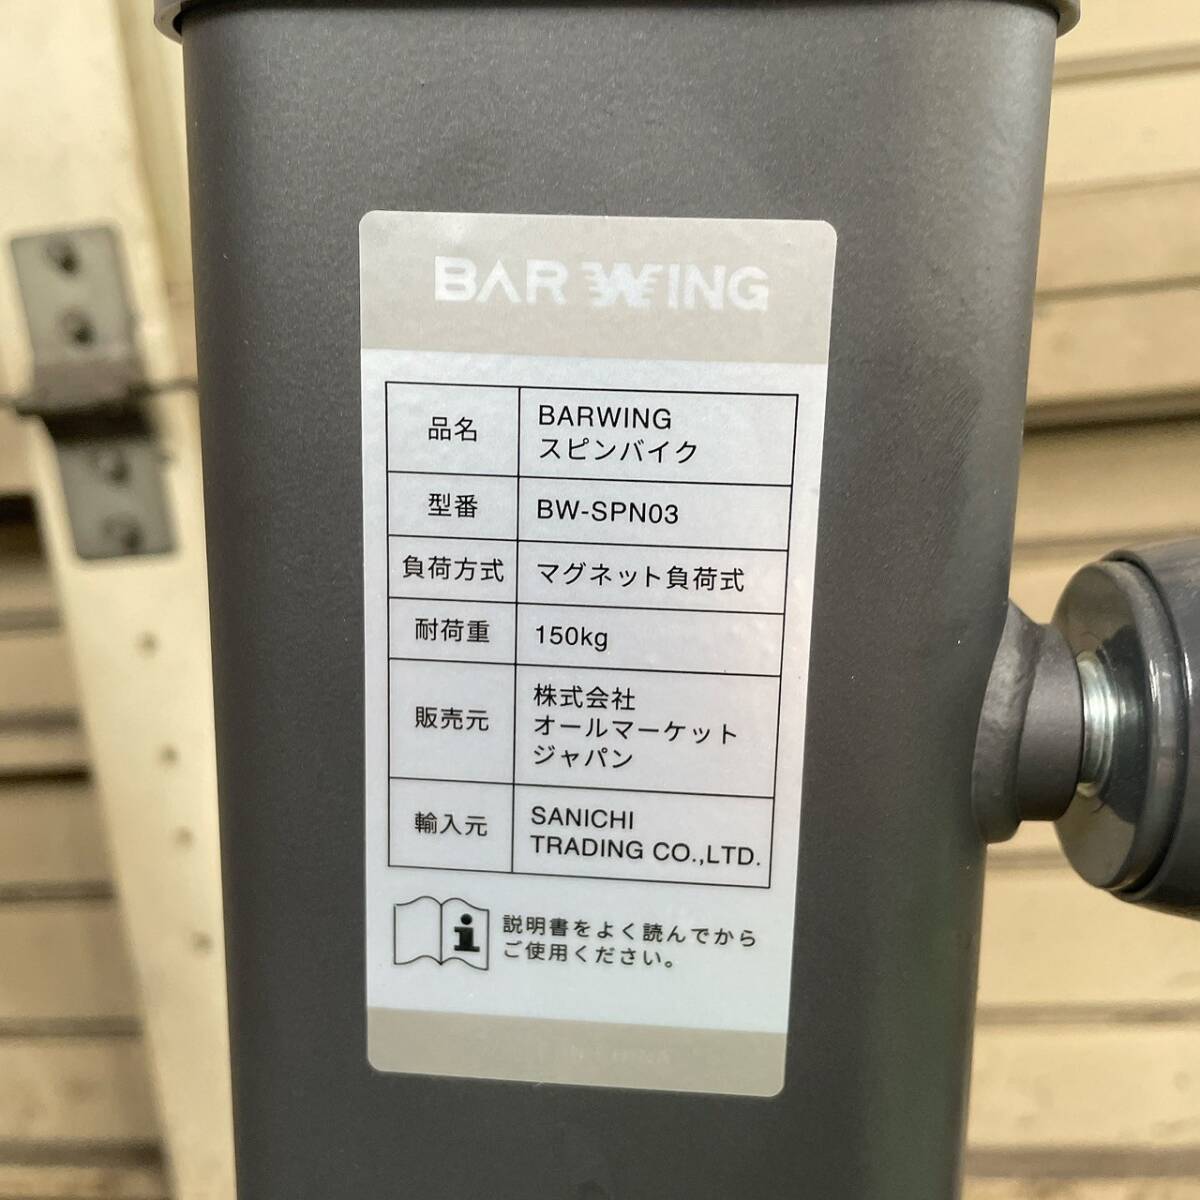 BARWING
品名
BARWING
スピンバイク
型番
BW-SPN03
負荷方式
マグネット負荷式
耐荷重
150kg
販売元
株式会社
オールマーケット
ジャパン
輸入元
SANICHI
TRADING CO.,LTD.
説明書をよく読んでから
ご使用ください。